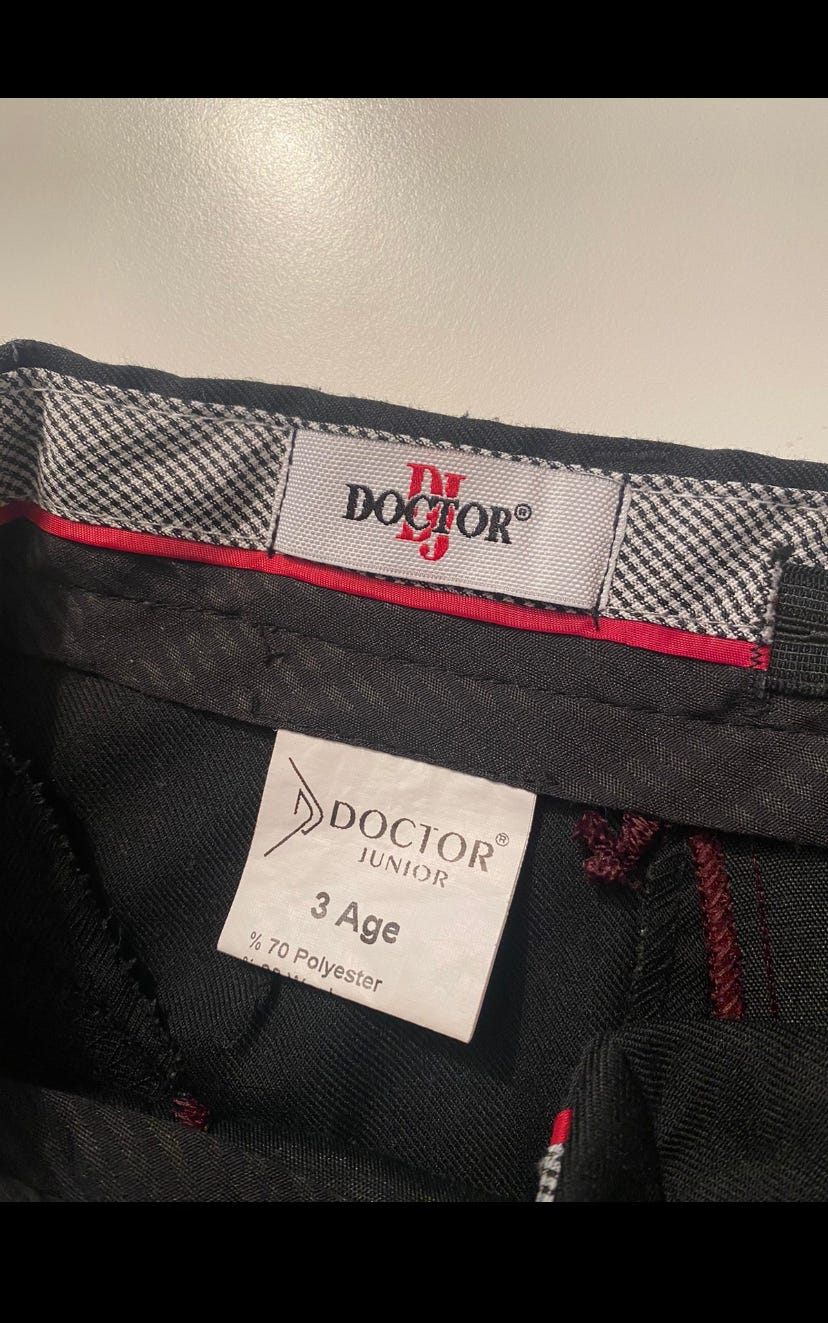 DJ
DOCTOR®
DOCTOR®
JUNIOR
3 Age
% 70 Polyester